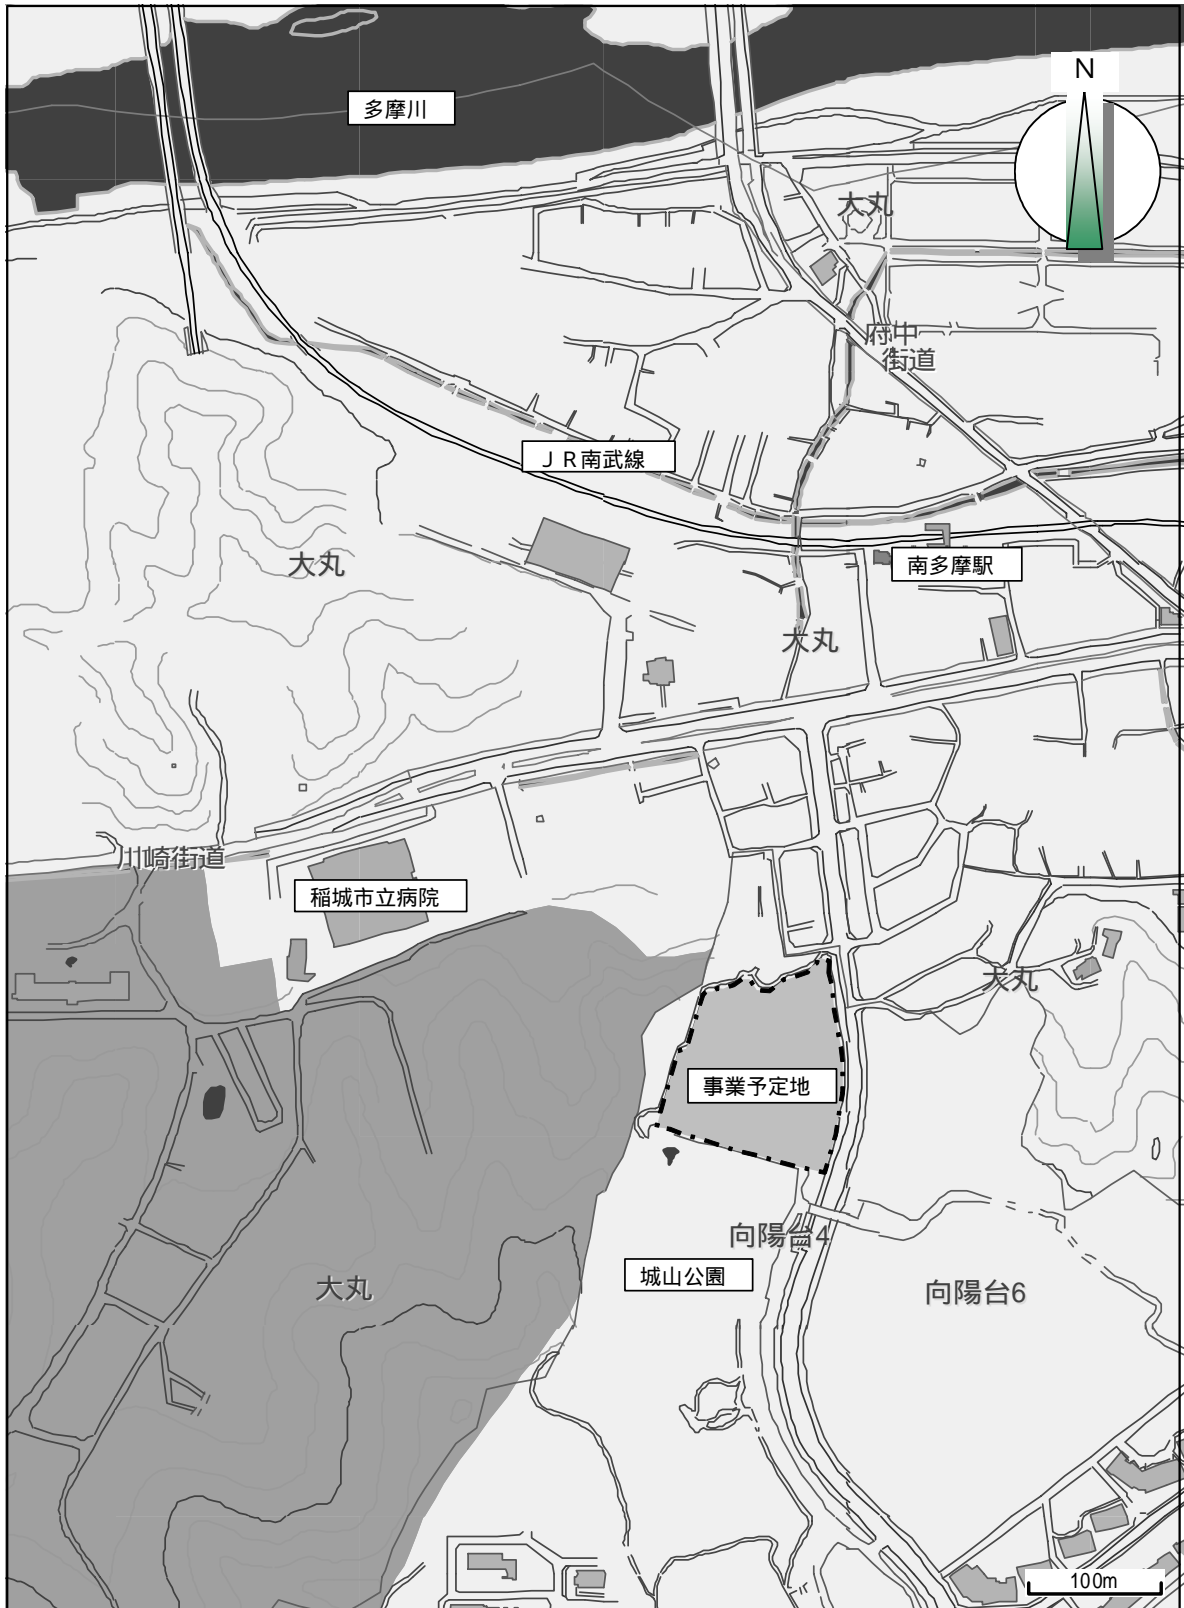 N
多摩川
大丸
府中
街道
ＪＲ南武線
大丸
南多摩駅
大丸
川崎街道
稲城市立病院
大丸
事業予定地
向陽台4
城山公園
大丸
向陽台6
100m